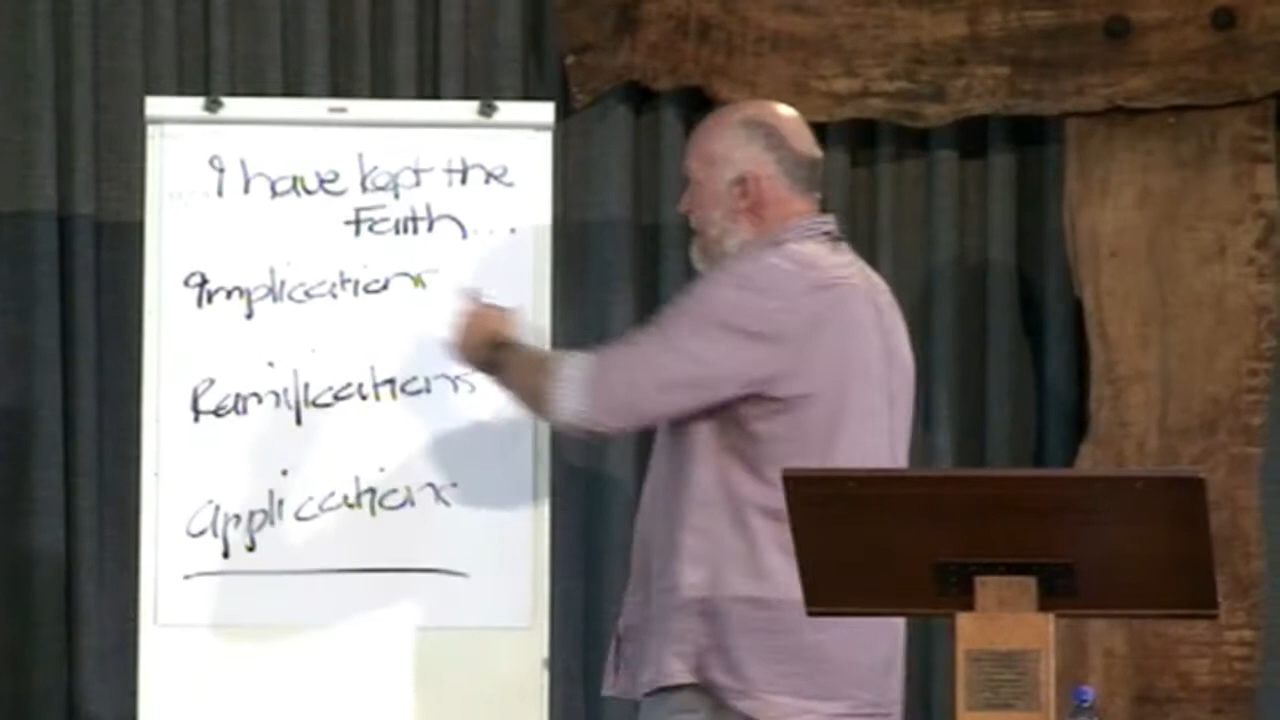 ...I have kept the
Faith...
Implications
Ramifications
Applications